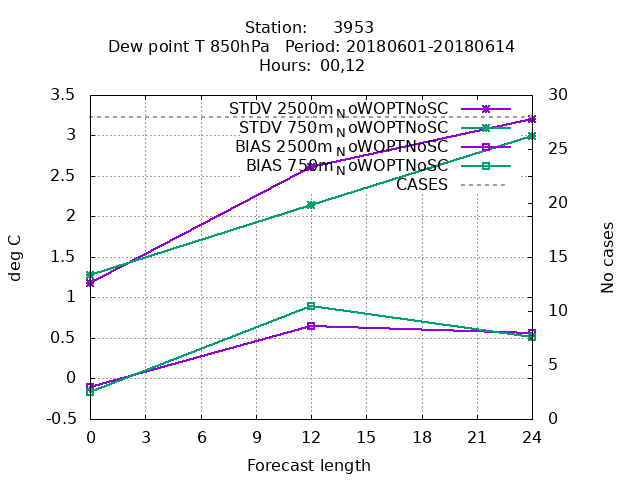 Station: 3953
Dew point T 850hPa Period: 20180601-20180614
Hours: 00,12
3.5
3
2.5
2
1.5
1
0.5
0
-0.5
deg C
STDV 2500m_NoWOPTNoSC
STDV 750m_NoWOPTNoSC
BIAS 2500m_NoWOPTNoSC
BIAS 750m_NoWOPTNoSC
CASES
30
25
20
15
10
5
0
No cases
0 3 6 9 12 15 18 21 24
Forecast length